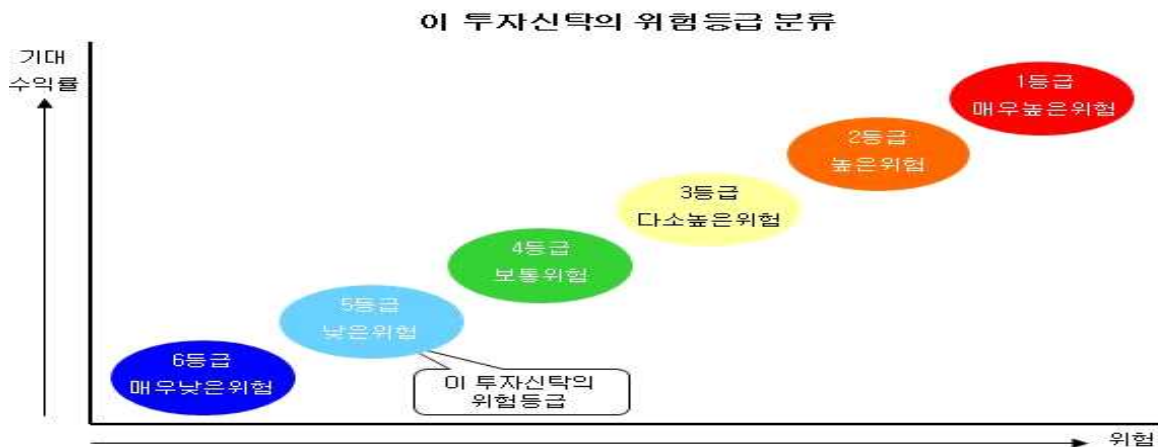 이 투자신탁의 위험등급 분류
기대
수익률
1등급
매우높은위험
2등급
높은위험
3등급
다소높은위험
4등급
보통위험
5등급
낮은위험
6등급
매우낮은위험
이 투자신탁의
위험등급
위험